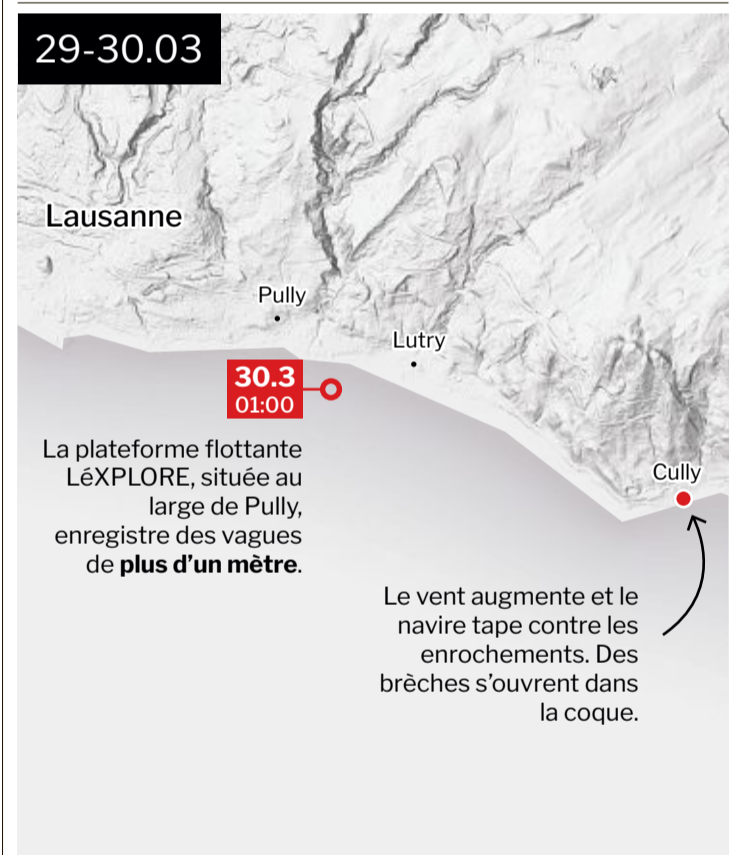 29-30.03
Lausanne
Pully
Lutry
30.3
01:00
La plateforme flottante
LéXPLORE, située au
large de Pully,
enregistre des vagues
de plus d’un mètre.
Cully
Le vent augmente et le
navire tape contre les
enrochements. Des
brèches s’ouvrent dans
la coque.